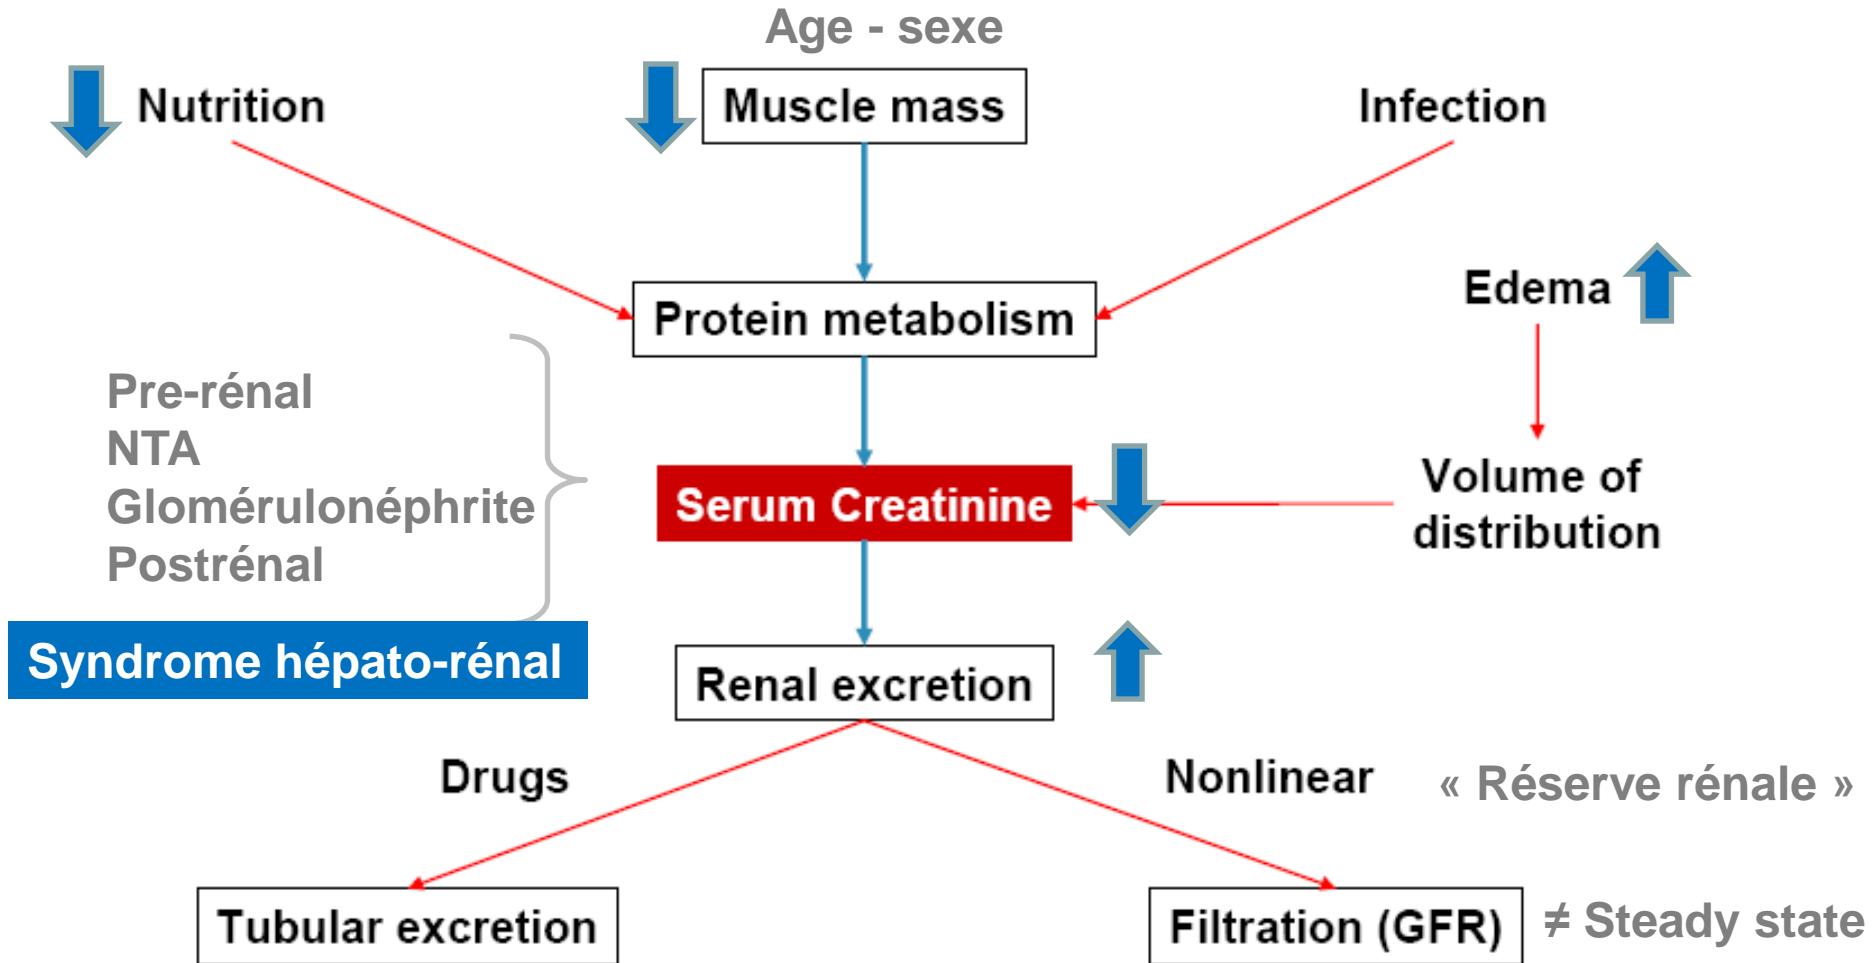 Age - sexe
Nutrition
Muscle mass
Infection
Protein metabolism
Edema
Pre-rénal
NTA
Glomérulonéphrite
Postrénal
Syndrome hépato-rénal
Serum Creatinine
Volume of
distribution
Renal excretion
Drugs
Nonlinear
« Réserve rénale »
Tubular excretion
Filtration (GFR)
≠ Steady state